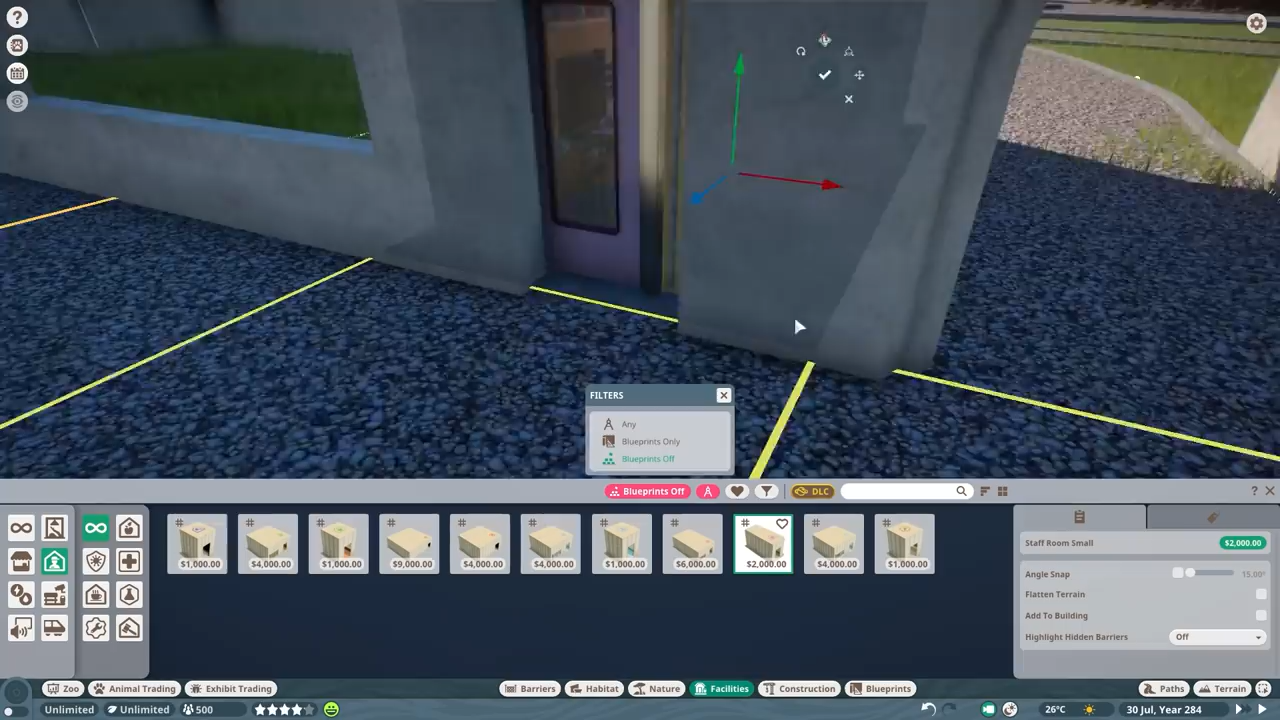 FILTERS
Any
Blueprints Only
Blueprints Off
Blueprints Off
DLC
$1,000.00
$4,000.00
$1,000.00
$9,000.00
$4,000.00
$4,000.00
$1,000.00
$6,000.00
$2,000.00
$4,000.00
$1,000.00
Staff Room Small
$2,000.00
Angle Snap
15.00°
Flatten Terrain
Add To Building
Highlight Hidden Barriers
Off
Zoo
Animal Trading
Exhibit Trading
Barriers
Habitat
Nature
Facilities
Construction
Blueprints
Paths
Terrain
Unlimited
Unlimited
500
26°C
30 Jul, Year 284